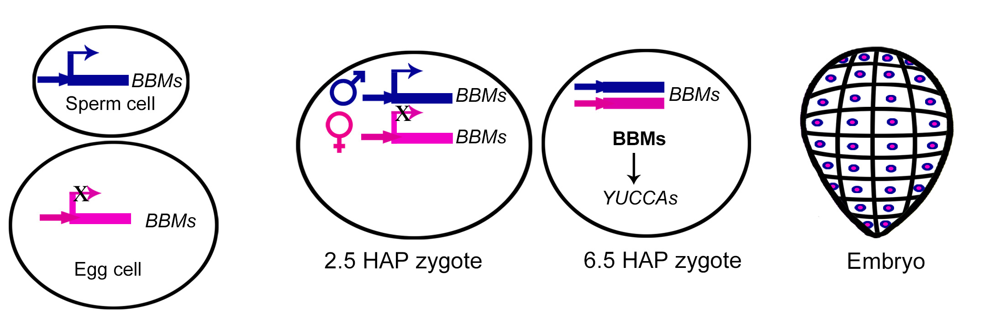 BBMs
Sperm cell
X
BBMs
Egg cell
BBMs
X
BBMs
2.5 HAP zygote
BBMs
BBMs
YUCCAs
6.5 HAP zygote
Embryo